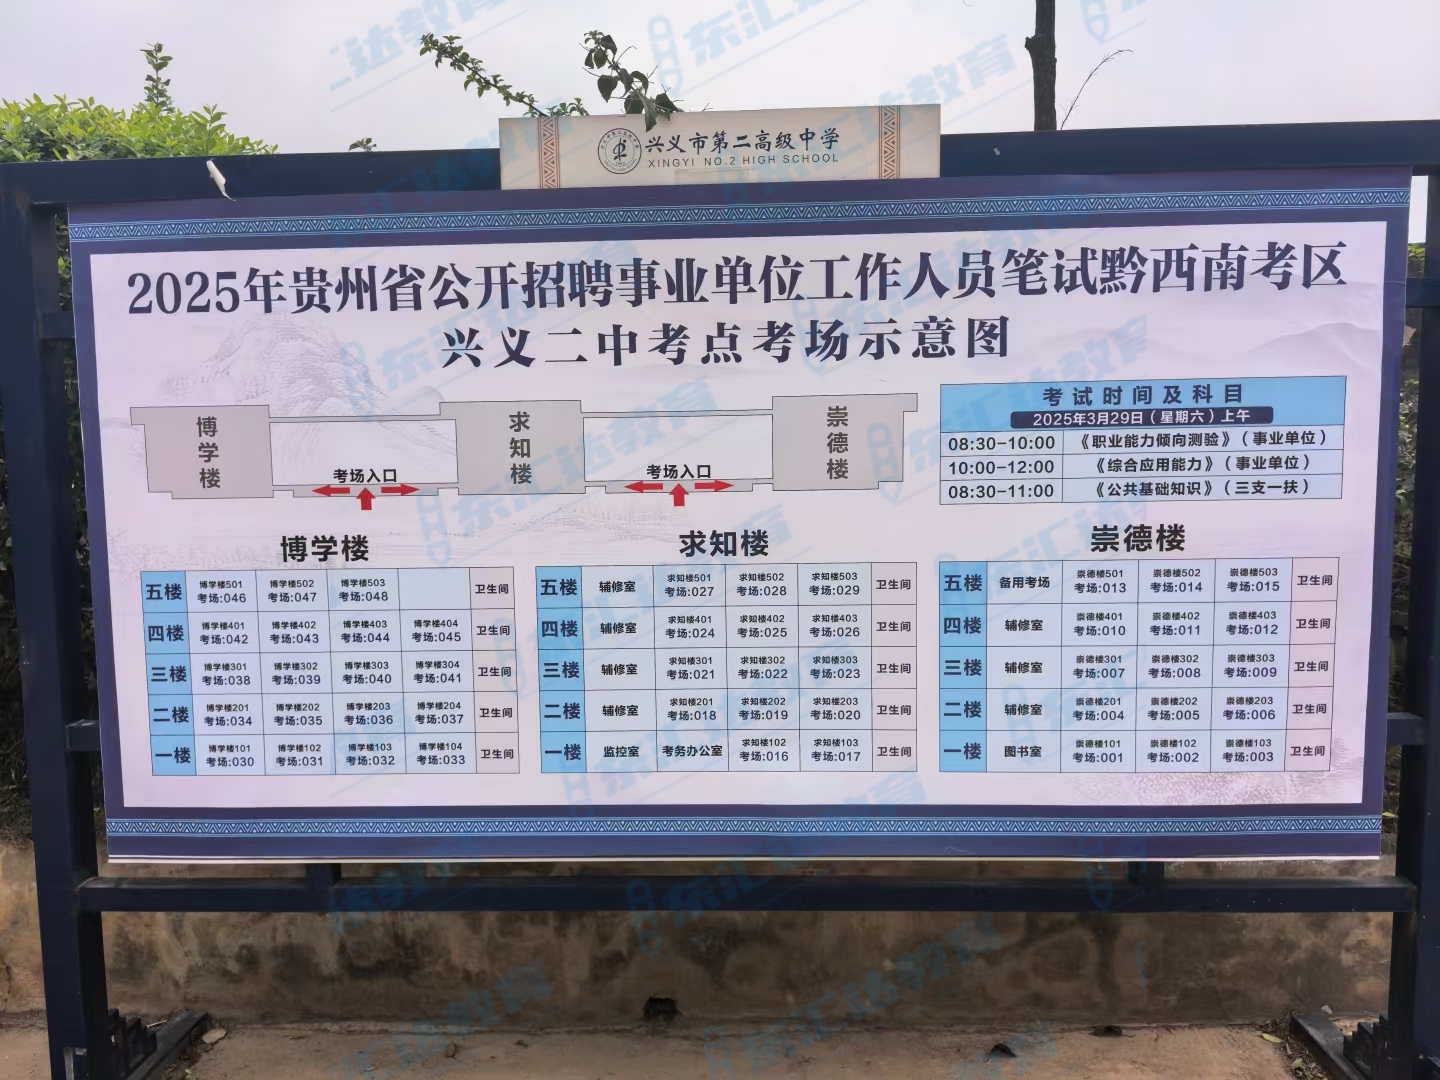 兴义市第二高级中学
XINGYI NO.2 HIGH SCHOOL
2025年贵州省公开招聘事业单位工作人员笔试黔西南考区
兴义二中考点考场示意图
博学楼
求知楼
崇德楼
考场入口
考场入口
考试时间及科目
2025年3月29日（星期六）上午
08:30-10:00 《职业能力倾向测验》（事业单位）
10:00-12:00 《综合应用能力》（事业单位）
08:30-11:00 《公共基础知识》（三支一扶）
博学楼
五楼 博学楼501 考场:046 博学楼502 考场:047 博学楼503 考场:048 卫生间
四楼 博学楼401 考场:042 博学楼402 考场:043 博学楼403 考场:044 博学楼404 考场:045 卫生间
三楼 博学楼301 考场:038 博学楼302 考场:039 博学楼303 考场:040 博学楼304 考场:041 卫生间
二楼 博学楼201 考场:034 博学楼202 考场:035 博学楼203 考场:036 博学楼204 考场:037 卫生间
一楼 博学楼101 考场:030 博学楼102 考场:031 博学楼103 考场:032 博学楼104 考场:033 卫生间
求知楼
五楼 辅修室 求知楼501 考场:027 求知楼502 考场:028 求知楼503 考场:029 卫生间
四楼 辅修室 求知楼401 考场:024 求知楼402 考场:025 求知楼403 考场:026 卫生间
三楼 辅修室 求知楼301 考场:021 求知楼302 考场:022 求知楼303 考场:023 卫生间
二楼 辅修室 求知楼201 考场:018 求知楼202 考场:019 求知楼203 考场:020 卫生间
一楼 监控室 考务办公室 求知楼102 考场:016 求知楼103 考场:017 卫生间
崇德楼
五楼 备用考场 崇德楼501 考场:013 崇德楼502 考场:014 崇德楼503 考场:015 卫生间
四楼 辅修室 崇德楼401 考场:010 崇德楼402 考场:011 崇德楼403 考场:012 卫生间
三楼 辅修室 崇德楼301 考场:007 崇德楼302 考场:008 崇德楼303 考场:009 卫生间
二楼 辅修室 崇德楼201 考场:004 崇德楼202 考场:005 崇德楼203 考场:006 卫生间
一楼 图书室 崇德楼101 考场:001 崇德楼102 考场:002 崇德楼103 考场:003 卫生间
东汇达教育